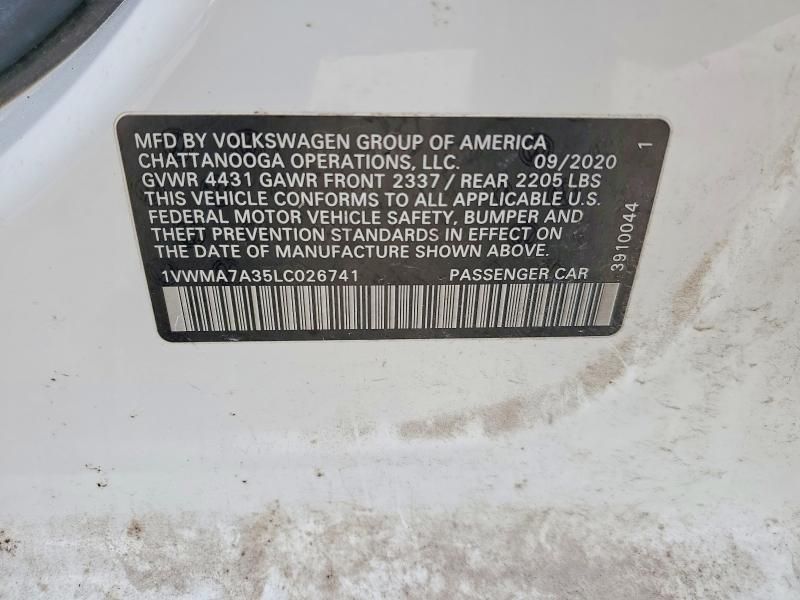 MFD BY VOLKSWAGEN GROUP OF AMERICA
CHATTANOOGA OPERATIONS, LLC. 09/2020
GVWR 4431 GAWR FRONT 2337 / REAR 2205 LBS
THIS VEHICLE CONFORMS TO ALL APPLICABLE U.S.
FEDERAL MOTOR VEHICLE SAFETY, BUMPER AND
THEFT PREVENTION STANDARDS IN EFFECT ON
THE DATE OF MANUFACTURE SHOWN ABOVE.
1VWMA7A35LC026741 PASSENGER CAR
3910044 1